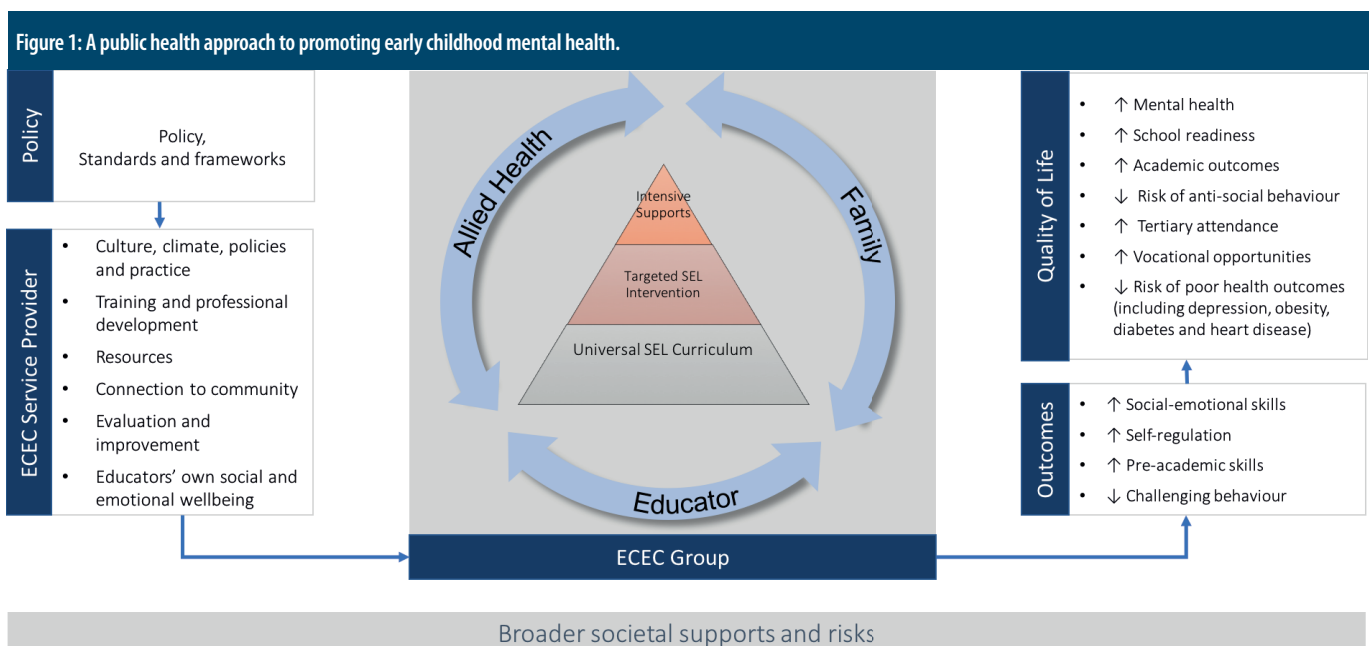 Figure 1: A public health approach to promoting early childhood mental health.
Policy
Policy,
Standards and frameworks
ECEC Service Provider
• Culture, climate, policies
and practice
• Training and professional
development
• Resources
• Connection to community
• Evaluation and
improvement
• Educators’ own social and
emotional wellbeing
Allied Health
Family
Educator
Intensive
Supports
Targeted SEL
Intervention
Universal SEL Curriculum
ECEC Group
Quality of Life
• ↑ Mental health
• ↑ School readiness
• ↑ Academic outcomes
• ↓ Risk of anti-social behaviour
• ↑ Tertiary attendance
• ↑ Vocational opportunities
• ↓ Risk of poor health outcomes
(including depression, obesity,
diabetes and heart disease)
Outcomes
• ↑ Social-emotional skills
• ↑ Self-regulation
• ↑ Pre-academic skills
• ↓ Challenging behaviour
Broader societal supports and risks